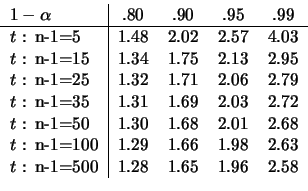 1 − α .80 .90 .95 .99
t : n-1=5 1.48 2.02 2.57 4.03
t : n-1=15 1.34 1.75 2.13 2.95
t : n-1=25 1.32 1.71 2.06 2.79
t : n-1=35 1.31 1.69 2.03 2.72
t : n-1=50 1.30 1.68 2.01 2.68
t : n-1=100 1.29 1.66 1.98 2.63
t : n-1=500 1.28 1.65 1.96 2.58